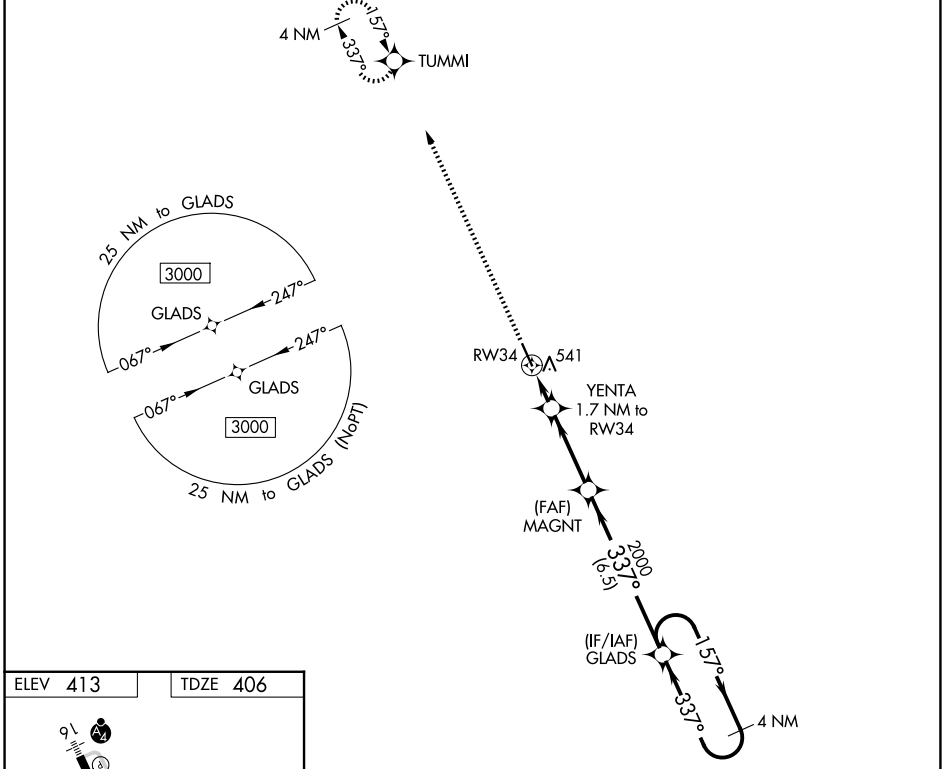 4 NM
157°
337°
TUMMI
25 NM to GLADS
3000
GLADS
247°
067°
247°
GLADS
067°
3000
25 NM to GLADS (NoPT)
RW34
541
YENTA
1.7 NM to
RW34
(FAF)
MAGNT
2000
337°
(6.5)
(IF/IAF)
GLADS
157°
337°
4 NM
ELEV 413
TDZE 406
16
A4
P